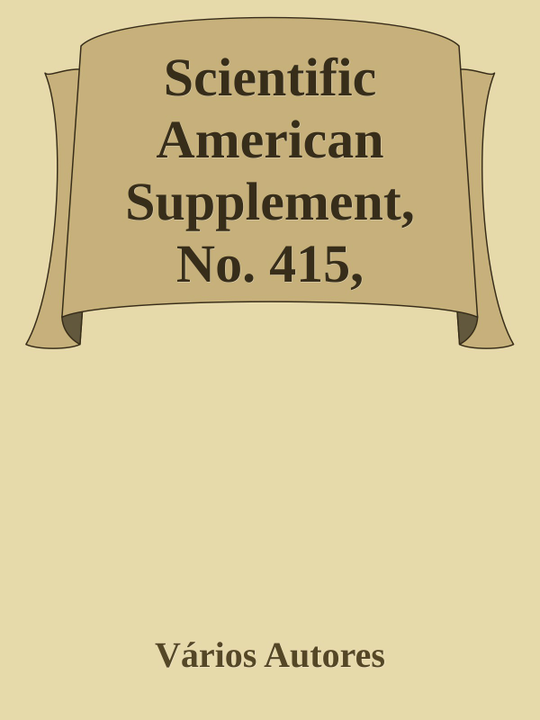 Scientific
American
Supplement,
No. 415,
Vários Autores